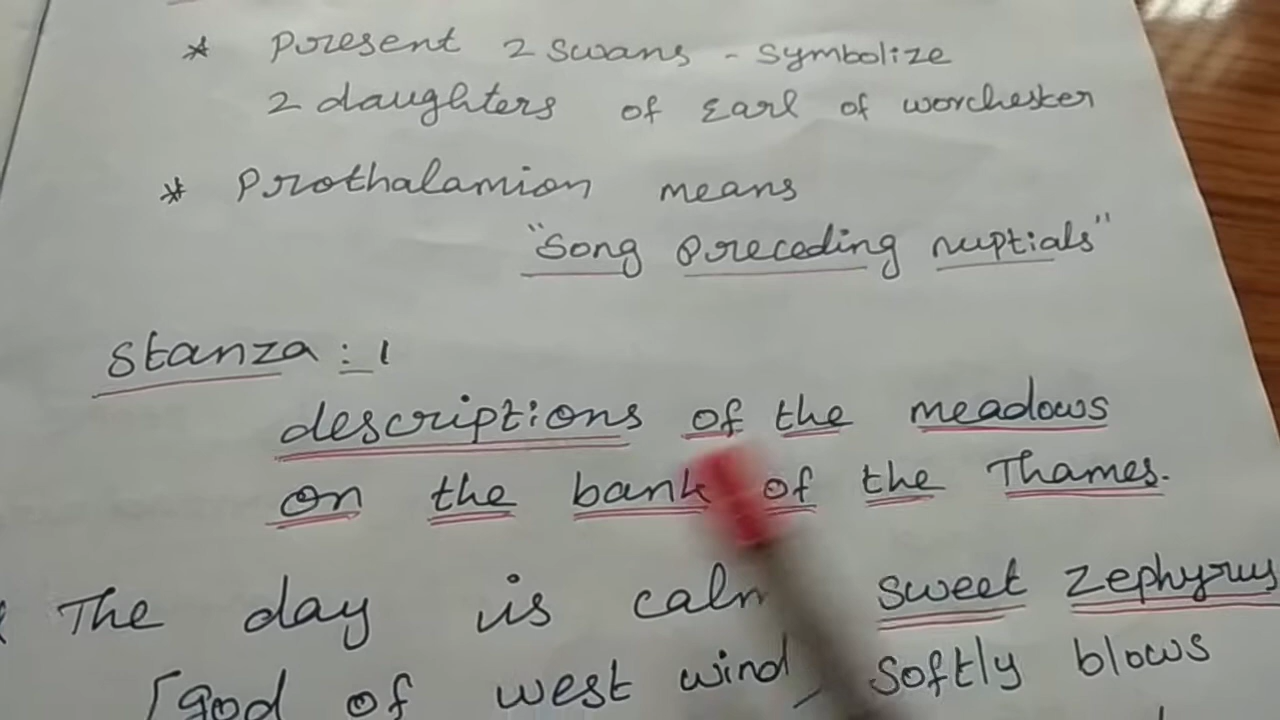 * Present 2 swans - symbolize
2 daughters of Earl of worchester
* Prothalamion means
"Song Preceding nuptials"
Stanza : 1
descriptions of the meadows
on the bank of the Thames.
The day is calm sweet zephyrus
[god of west wind, softly blows